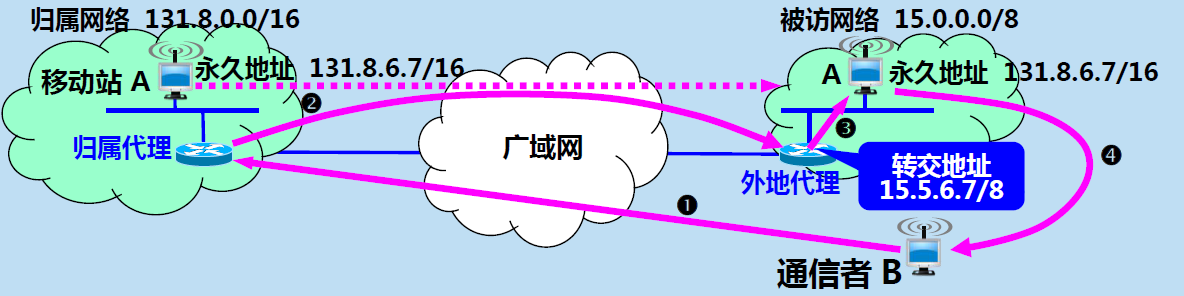 归属网络 131.8.0.0/16
被访网络 15.0.0.0/8
移动站 A
永久地址 131.8.6.7/16
A
永久地址 131.8.6.7/16
❷
❸
❹
归属代理
广域网
外地代理
转交地址
15.5.6.7/8
❶
通信者 B